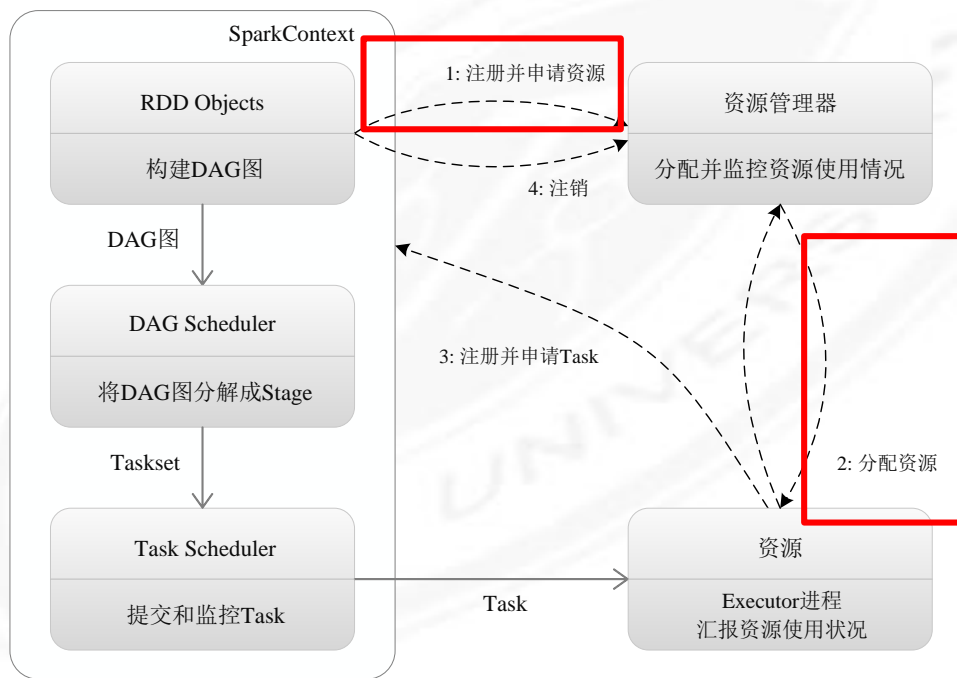 SparkContext
1: 注册并申请资源
RDD Objects
构建DAG图
资源管理器
分配并监控资源使用情况
4: 注销
DAG图
DAG Scheduler
将DAG图分解成Stage
3: 注册并申请Task
Taskset
2: 分配资源
Task Scheduler
提交和监控Task
Task
资源
Executor进程
汇报资源使用状况
UNIVERS